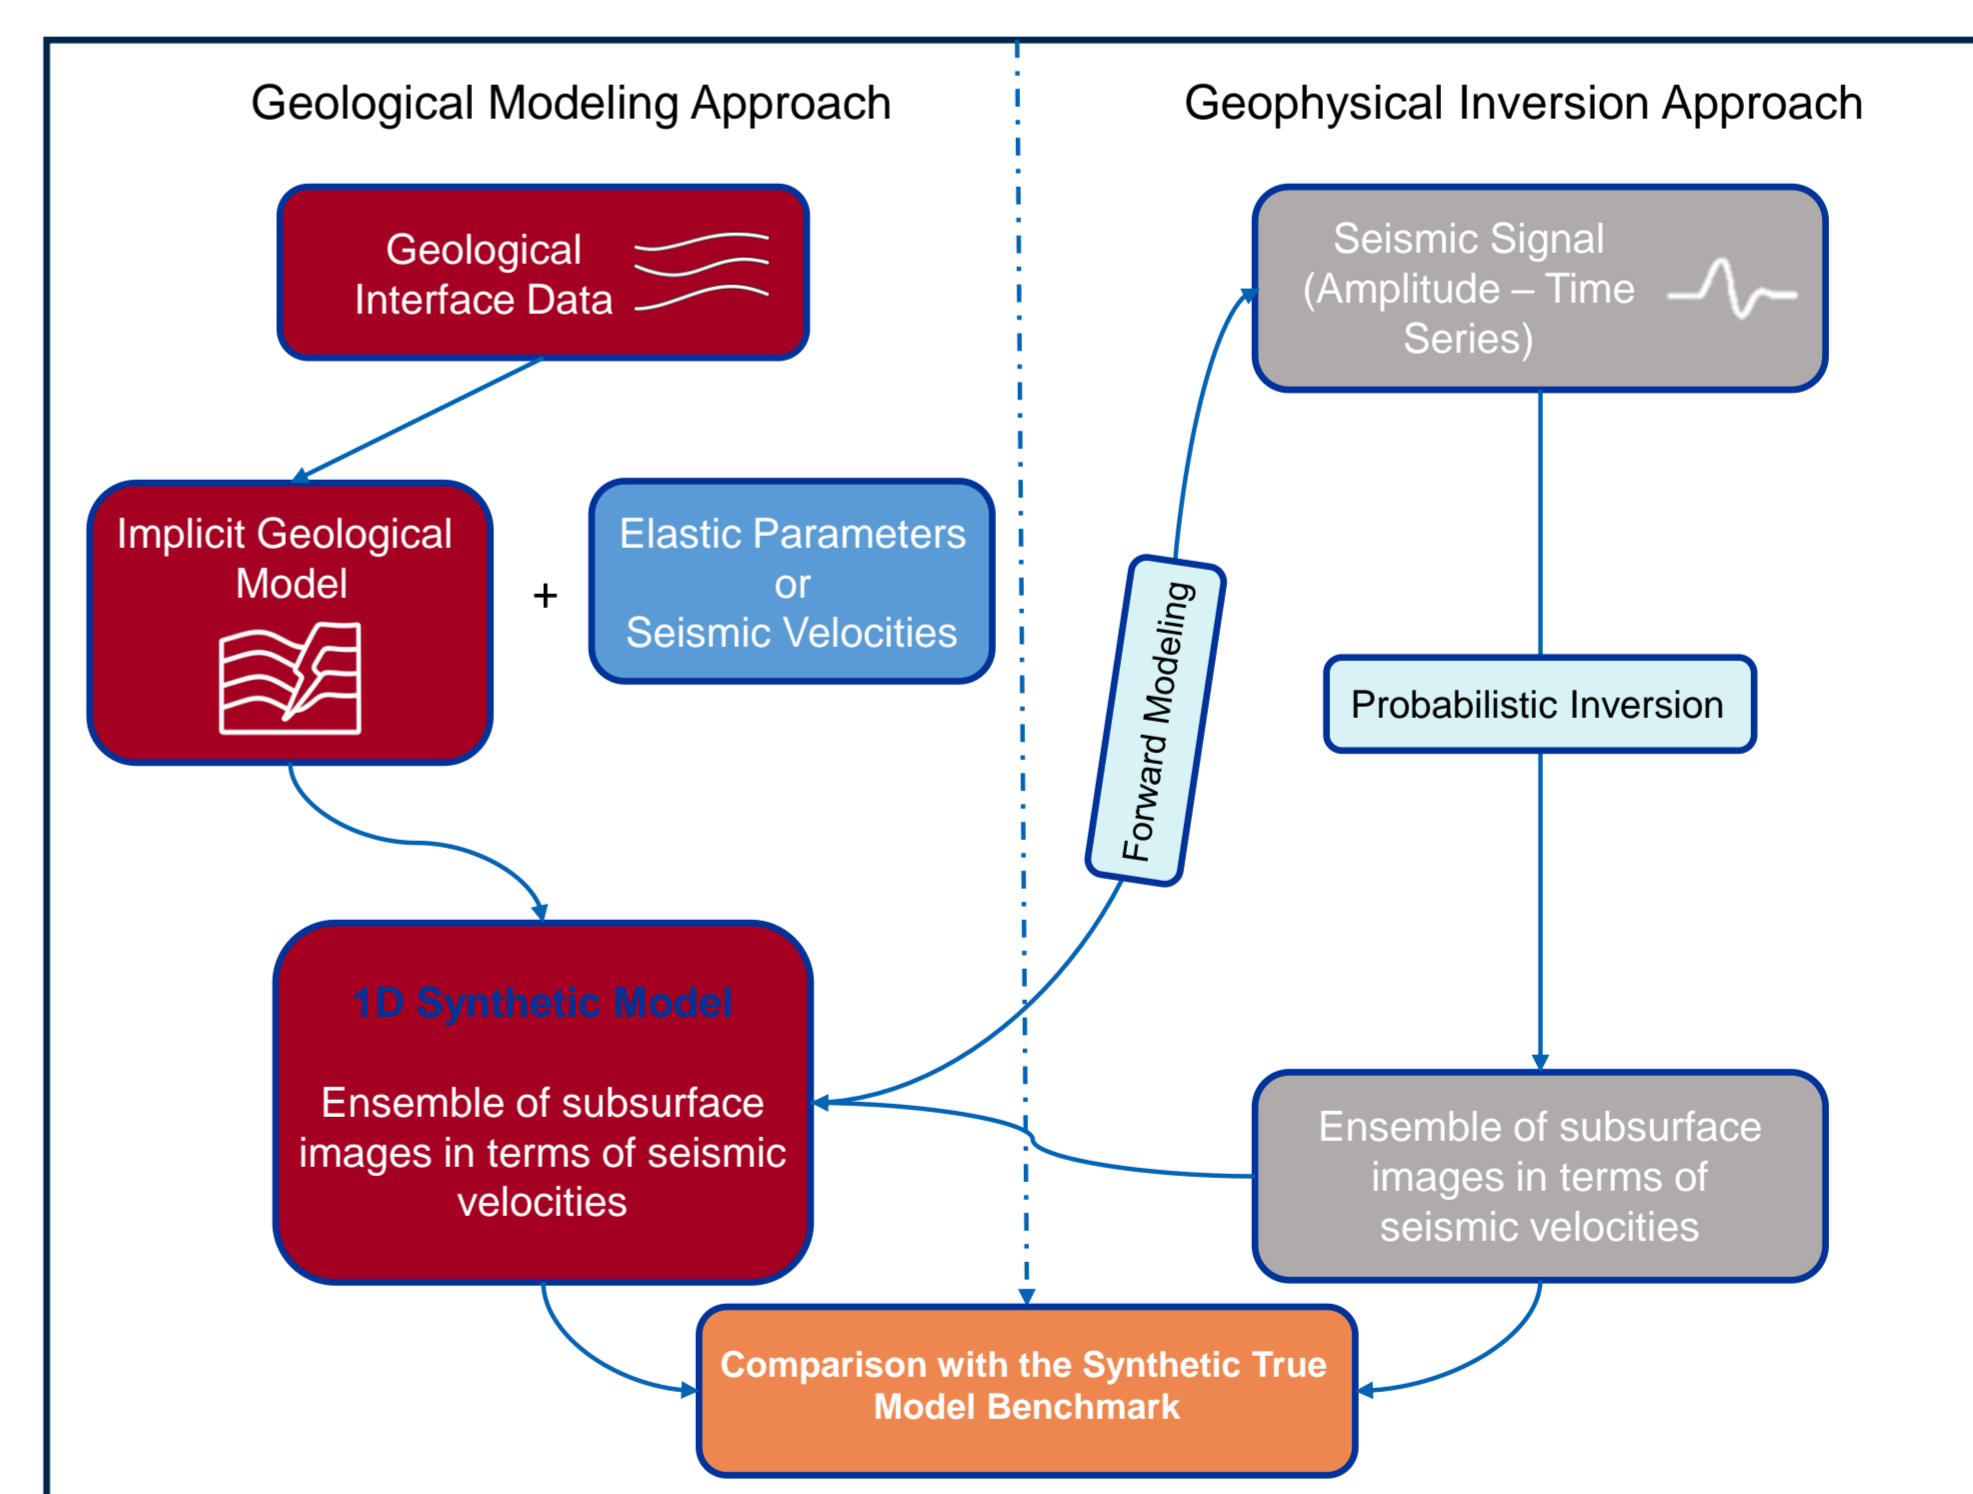 Geological Modeling Approach
Geophysical Inversion Approach
Geological
Interface Data
Seismic Signal
(Amplitude – Time
Series)
Implicit Geological
Model
+
Elastic Parameters
or
Seismic Velocities
Forward Modeling
Probabilistic Inversion
1D Synthetic Model
Ensemble of subsurface
images in terms of seismic
velocities
Ensemble of subsurface
images in terms of
seismic velocities
Comparison with the Synthetic True
Model Benchmark